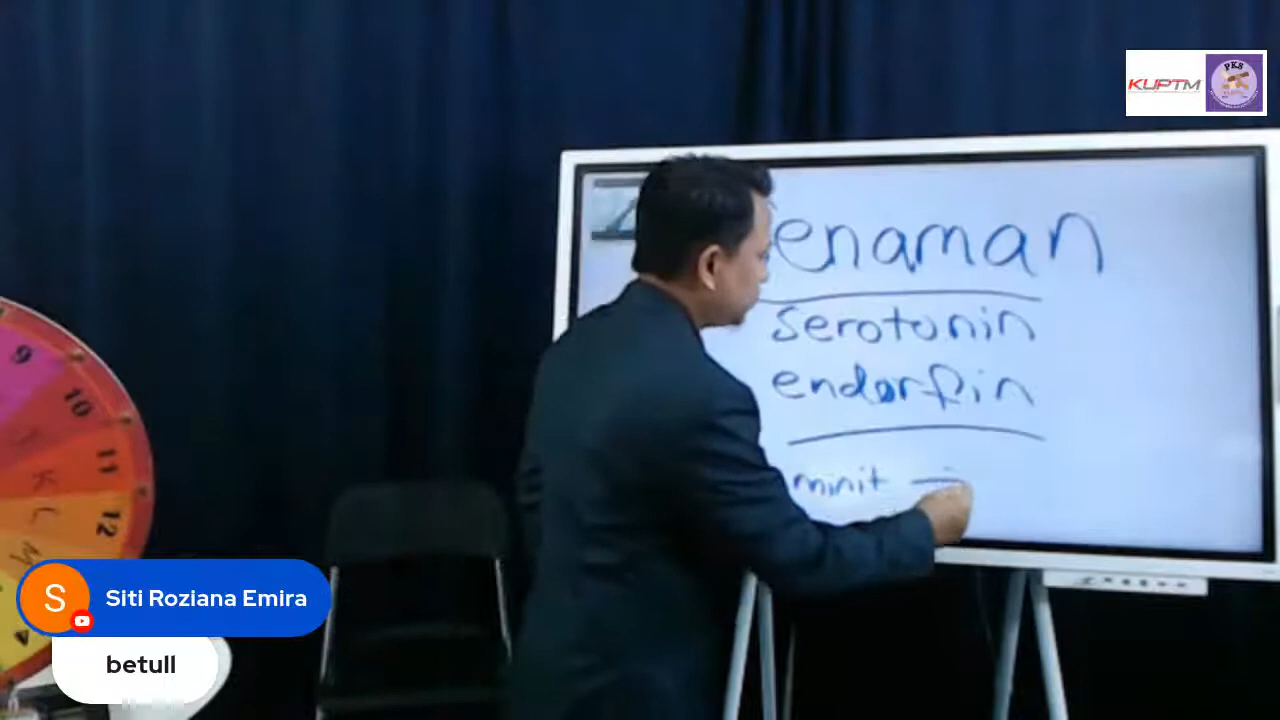 KUPTM
PKS
enaman
serotonin
endorfin
minit
9
10
11
12
K
L
M
S
Siti Roziana Emira
betull